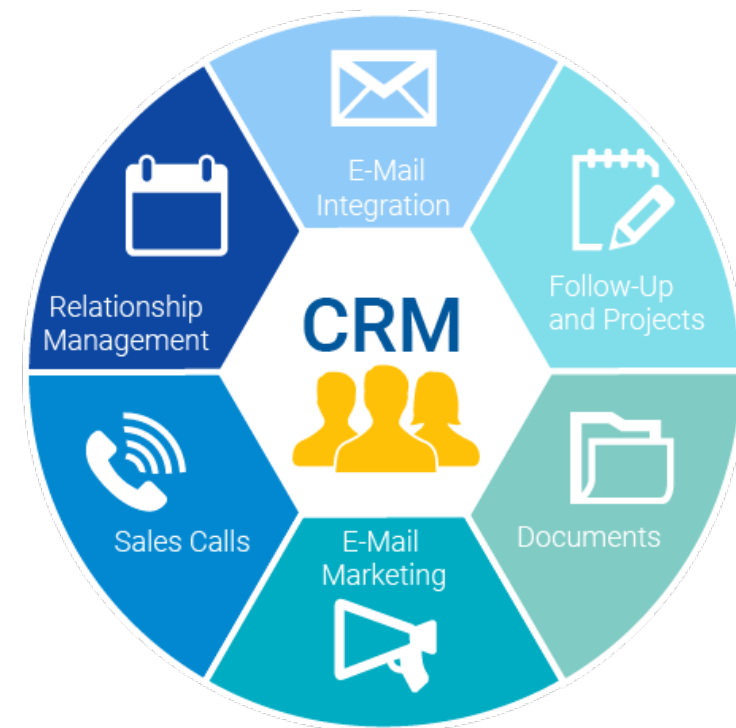 E-Mail
Integration
Follow-Up
and Projects
Documents
E-Mail
Marketing
Sales Calls
Relationship
Management
CRM